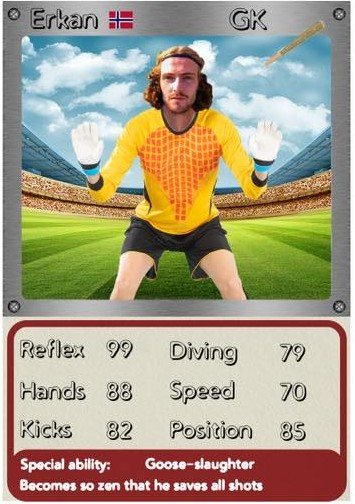 Erkan GK
Reflex 99 Diving 79
Hands 88 Speed 70
Kicks 82 Position 85
Special ability: Goose-slaughter
Becomes so zen that he saves all shots